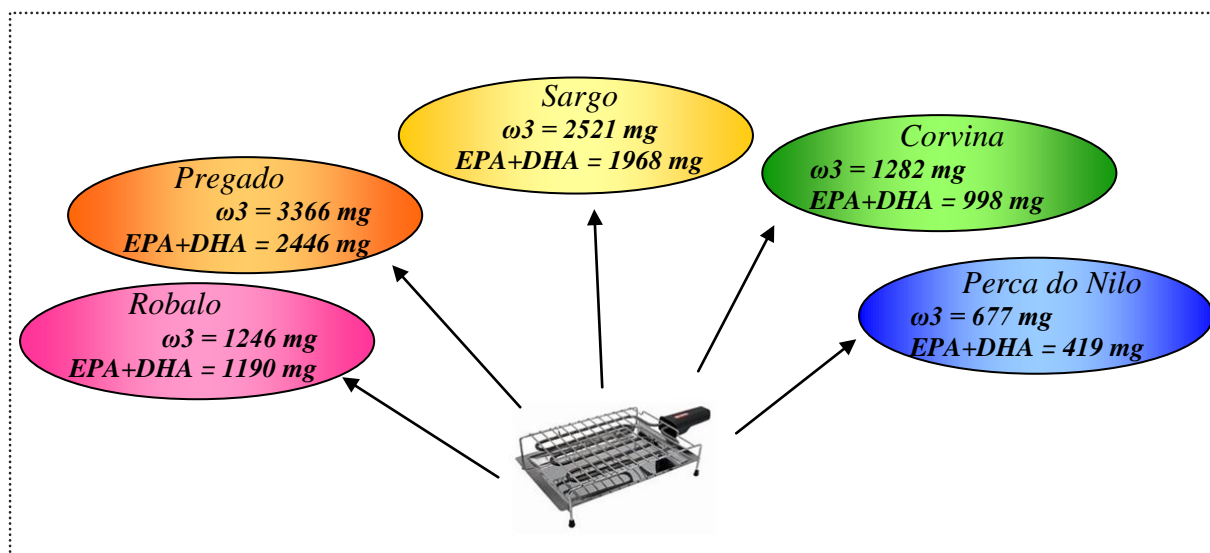 Sargo
ω3 = 2521 mg
EPA+DHA = 1968 mg
Corvina
ω3 = 1282 mg
EPA+DHA = 998 mg
Pregado
ω3 = 3366 mg
EPA+DHA = 2446 mg
Perca do Nilo
ω3 = 677 mg
EPA+DHA = 419 mg
Robalo
ω3 = 1246 mg
EPA+DHA = 1190 mg